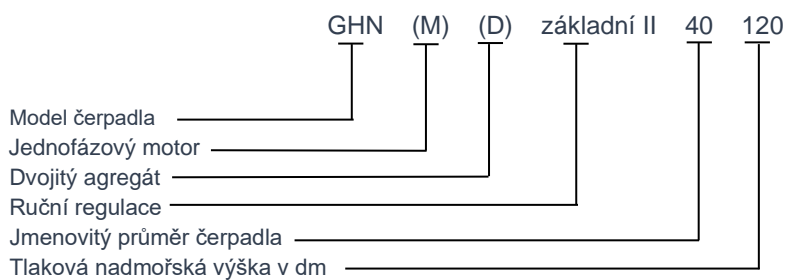 GHN (M) (D) základní II 40 120
Model čerpadla
Jednofázový motor
Dvojitý agregát
Ruční regulace
Jmenovitý průměr čerpadla
Tlaková nadmořská výška v dm